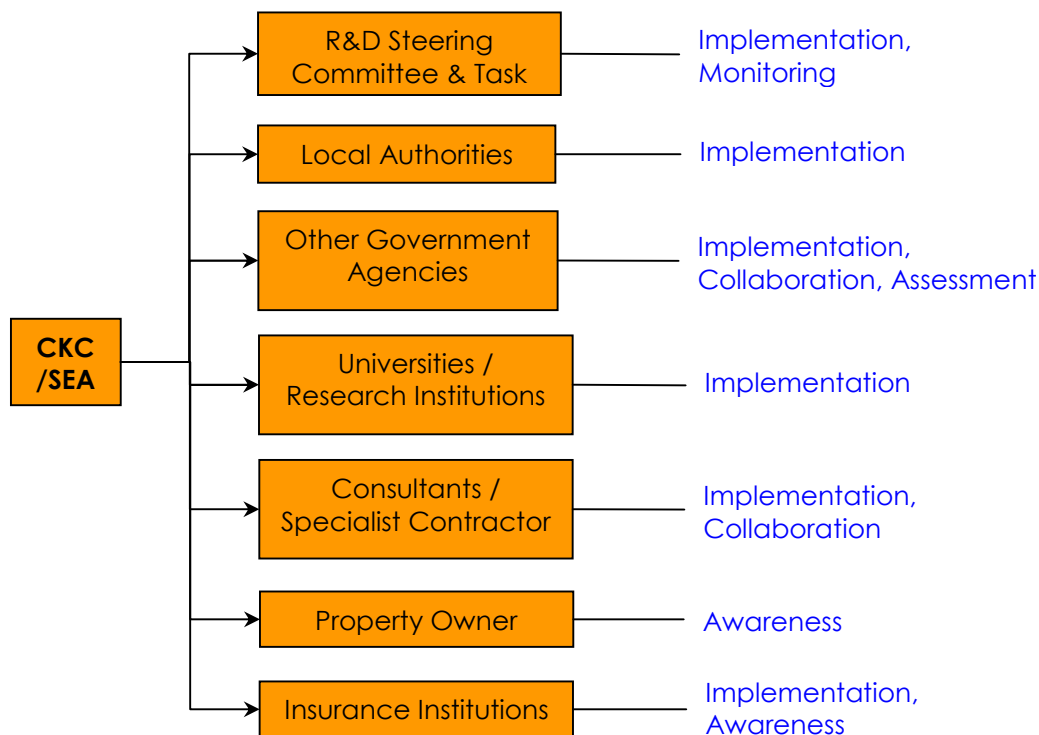 R&D Steering
Committee & Task
Implementation,
Monitoring
Local Authorities
Implementation
Other Government
Agencies
Implementation,
Collaboration, Assessment
CKC
/SEA
Universities /
Research Institutions
Implementation
Consultants /
Specialist Contractor
Implementation,
Collaboration
Property Owner
Awareness
Insurance Institutions
Implementation,
Awareness